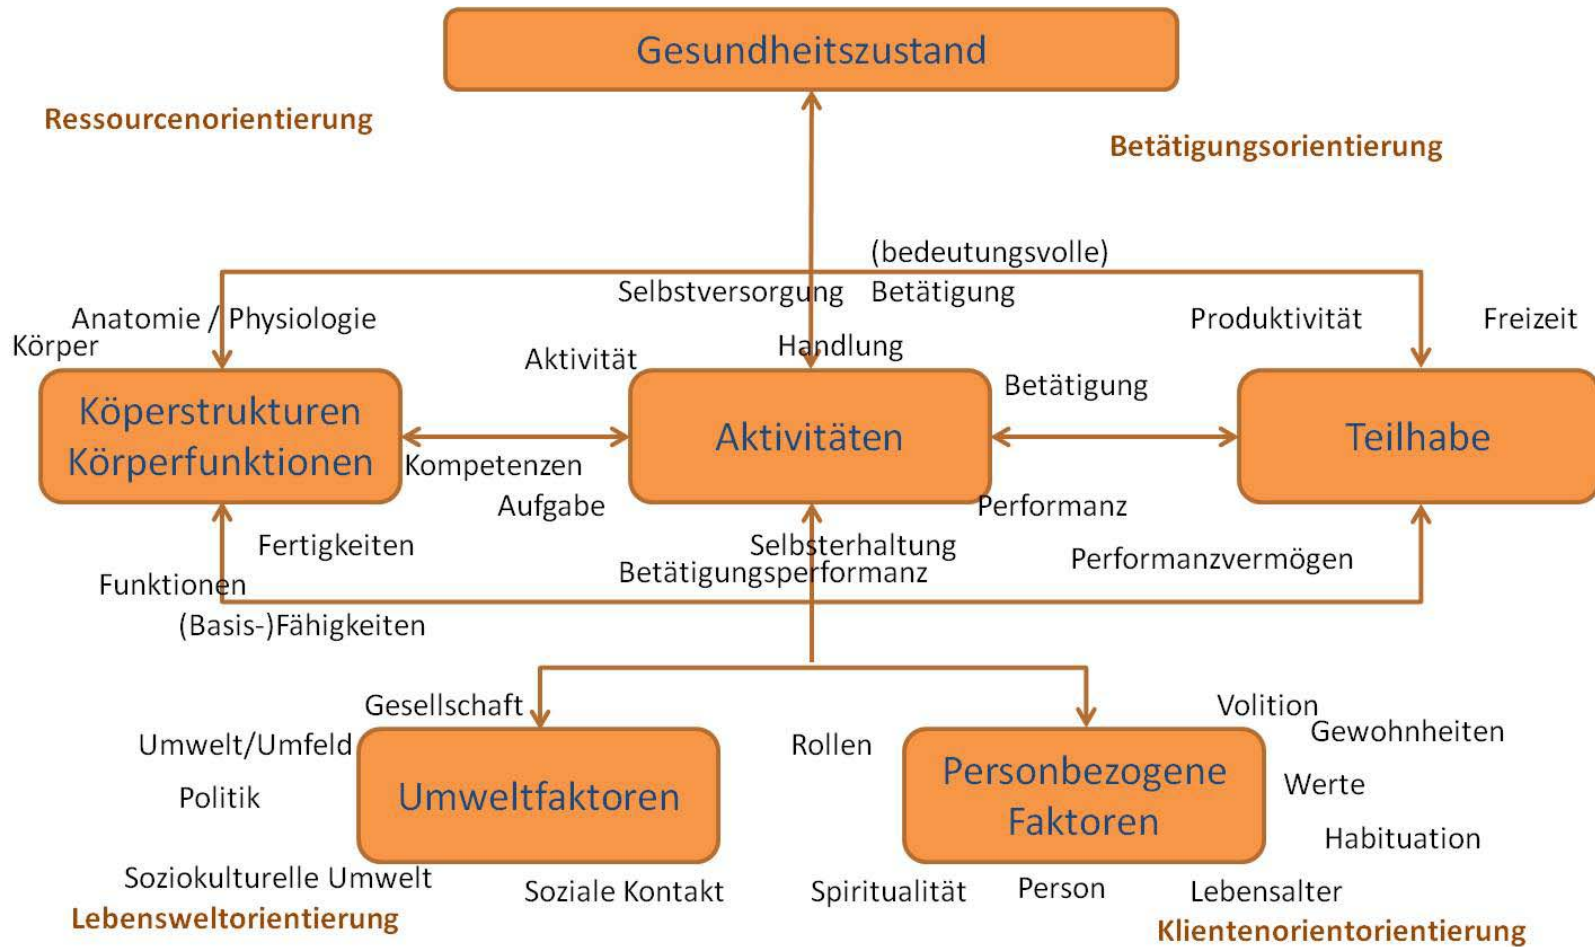 Gesundheitszustand
Ressourcenorientierung
Betätigungsorientierung
(bedeutungsvolle)
Selbstversorgung
Betätigung
Anatomie / Physiologie
Produktivität
Freizeit
Körper
Aktivität
Handlung
Betätigung
Köperstrukturen
Körperfunktionen
Aktivitäten
Teilhabe
Kompetenzen
Aufgabe
Performanz
Fertigkeiten
Selbsterhaltung
Performanzvermögen
Betätigungsperformanz
Funktionen
(Basis-)Fähigkeiten
Gesellschaft
Volition
Umwelt/Umfeld
Rollen
Gewohnheiten
Politik
Umweltfaktoren
Personbezogene
Faktoren
Werte
Habituation
Soziokulturelle Umwelt
Soziale Kontakt
Spiritualität
Person
Lebensalter
Lebensweltorientierung
Klientenorientorientierung